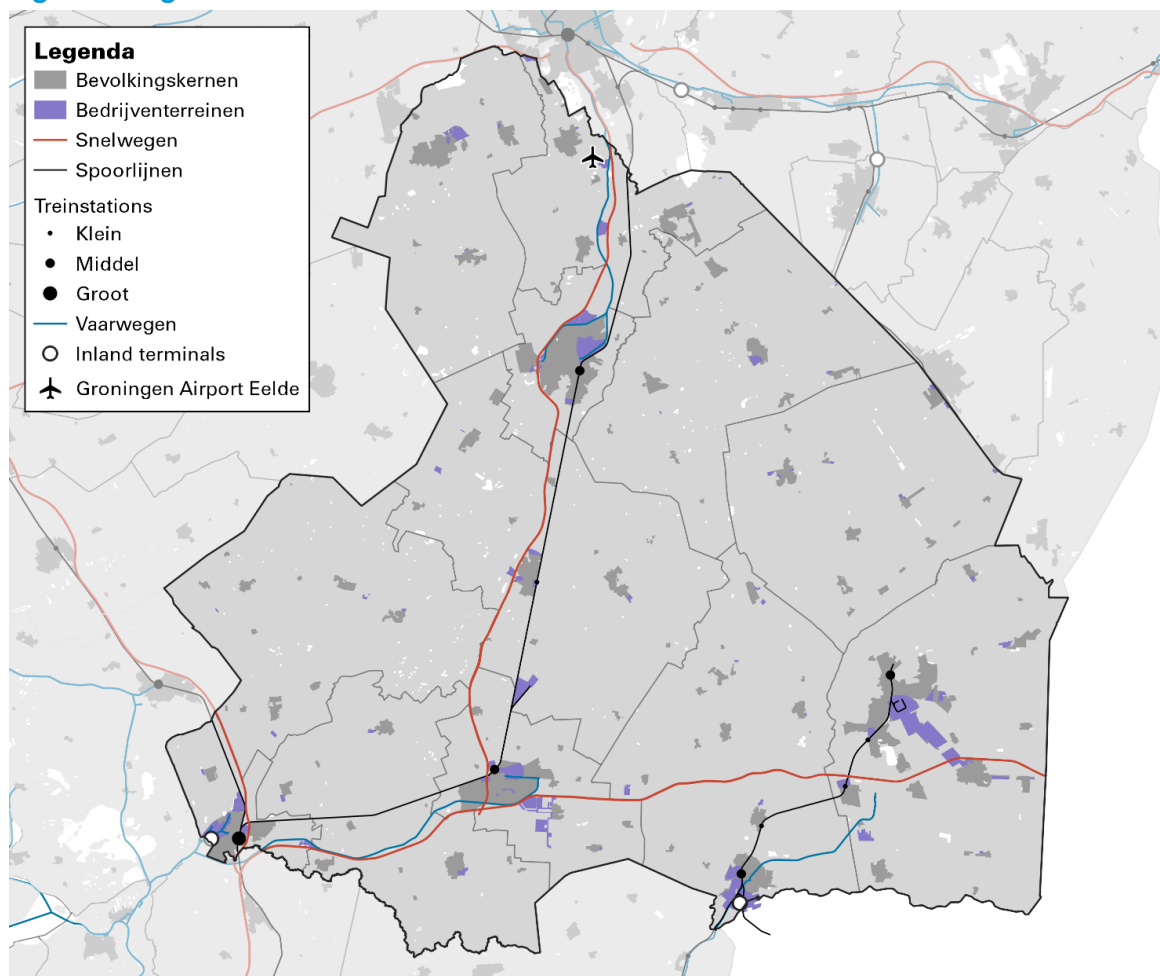 Legenda
Bevolkingskernen
Bedrijventerreinen
Snelwegen
Spoorlijnen
Treinstations
Klein
Middel
Groot
Vaarwegen
Inland terminals
Groningen Airport Eelde